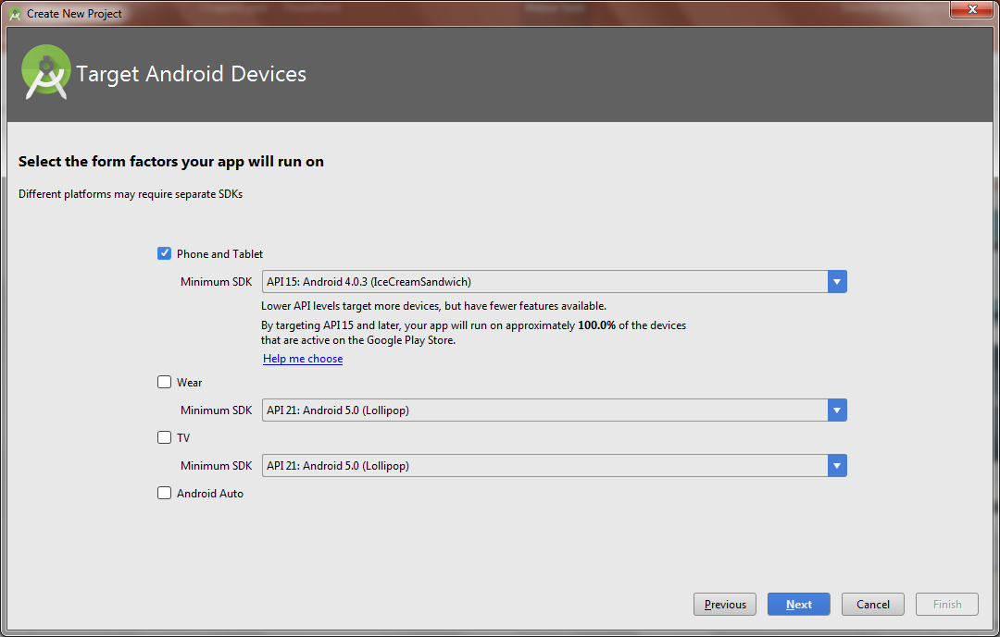 Create New Project
Target Android Devices
Select the form factors your app will run on
Different platforms may require separate SDKs
Phone and Tablet
Minimum SDK API 15: Android 4.0.3 (IceCreamSandwich)
Lower API levels target more devices, but have fewer features available.
By targeting API 15 and later, your app will run on approximately 100.0% of the devices
that are active on the Google Play Store.
Help me choose
Wear
Minimum SDK API 21: Android 5.0 (Lollipop)
TV
Minimum SDK API 21: Android 5.0 (Lollipop)
Android Auto
Previous Next Cancel Finish